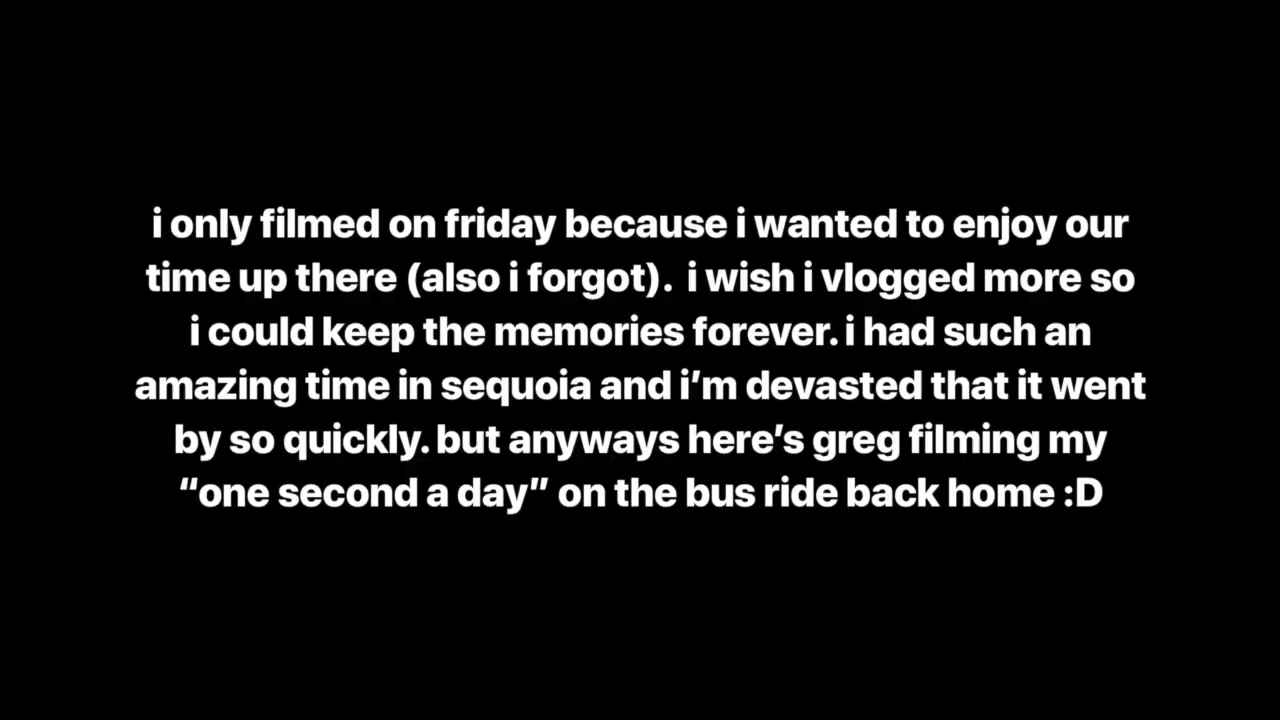 i only filmed on friday because i wanted to enjoy our
time up there (also i forgot).  i wish i vlogged more so
i could keep the memories forever. i had such an
amazing time in sequoia and i’m devasted that it went
by so quickly. but anyways here’s greg filming my
“one second a day” on the bus ride back home :D